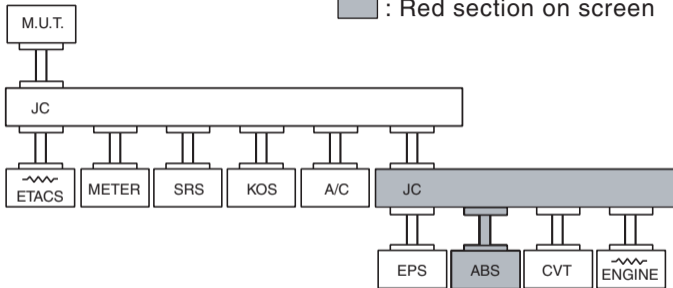 : Red section on screen
M.U.T.
JC
ETACS METER SRS KOS A/C JC
EPS ABS CVT ENGINE